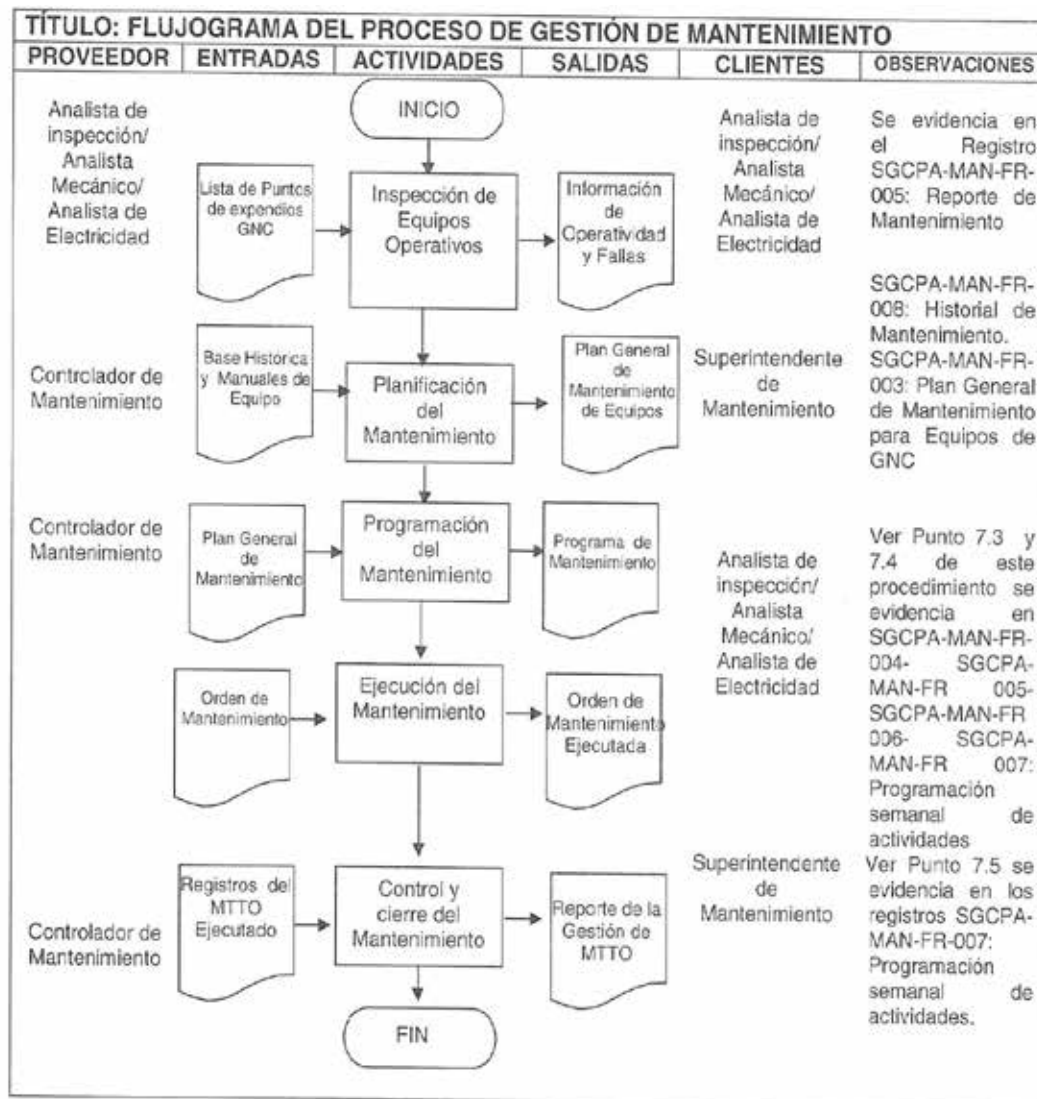 TÍTULO: FLUJOGRAMA DEL PROCESO DE GESTIÓN DE MANTENIMIENTO
PROVEEDOR
ENTRADAS
ACTIVIDADES
SALIDAS
CLIENTES
OBSERVACIONES
INICIO
Analista de
inspección/
Analista
Mecánico/
Analista de
Electricidad
Lista de Puntos
de expendios
GNC
Inspección de
Equipos
Operativos
Información
de
Operatividad
y Fallas
Analista de
inspección/
Analista
Mecánico/
Analista de
Electricidad
Se evidencia en
el Registro
SGCPA-MAN-FR-
005: Reporte de
Mantenimiento
Controlador de
Mantenimiento
Base Histórica
y Manuales de
Equipo
Planificación
del
Mantenimiento
Plan General
de
Mantenimiento
de Equipos
Superintendente
de
Mantenimiento
SGCPA-MAN-FR-
008: Historial de
Mantenimiento.
SGCPA-MAN-FR-
003: Plan General
de Mantenimiento
para Equipos de
GNC
Controlador de
Mantenimiento
Plan General
de
Mantenimiento
Programación
del
Mantenimiento
Programa de
Mantenimiento
Analista de
inspección/
Analista
Mecánico/
Analista de
Electricidad
Ver Punto 7.3 y
7.4 de este
procedimiento se
evidencia en
SGCPA-MAN-FR-
004- SGCPA-
MAN-FR 005-
SGCPA-MAN-FR
006- SGCPA-
MAN-FR 007:
Programación
semanal de
actividades
Orden de
Mantenimiento
Ejecución del
Mantenimiento
Orden de
Mantenimiento
Ejecutada
Controlador de
Mantenimiento
Registros del
MTTO
Ejecutado
Control y
cierre del
Mantenimiento
Reporte de la
Gestión de
MTTO
Superintendente
de
Mantenimiento
Ver Punto 7.5 se
evidencia en los
registros SGCPA-
MAN-FR-007:
Programación
semanal de
actividades.
FIN